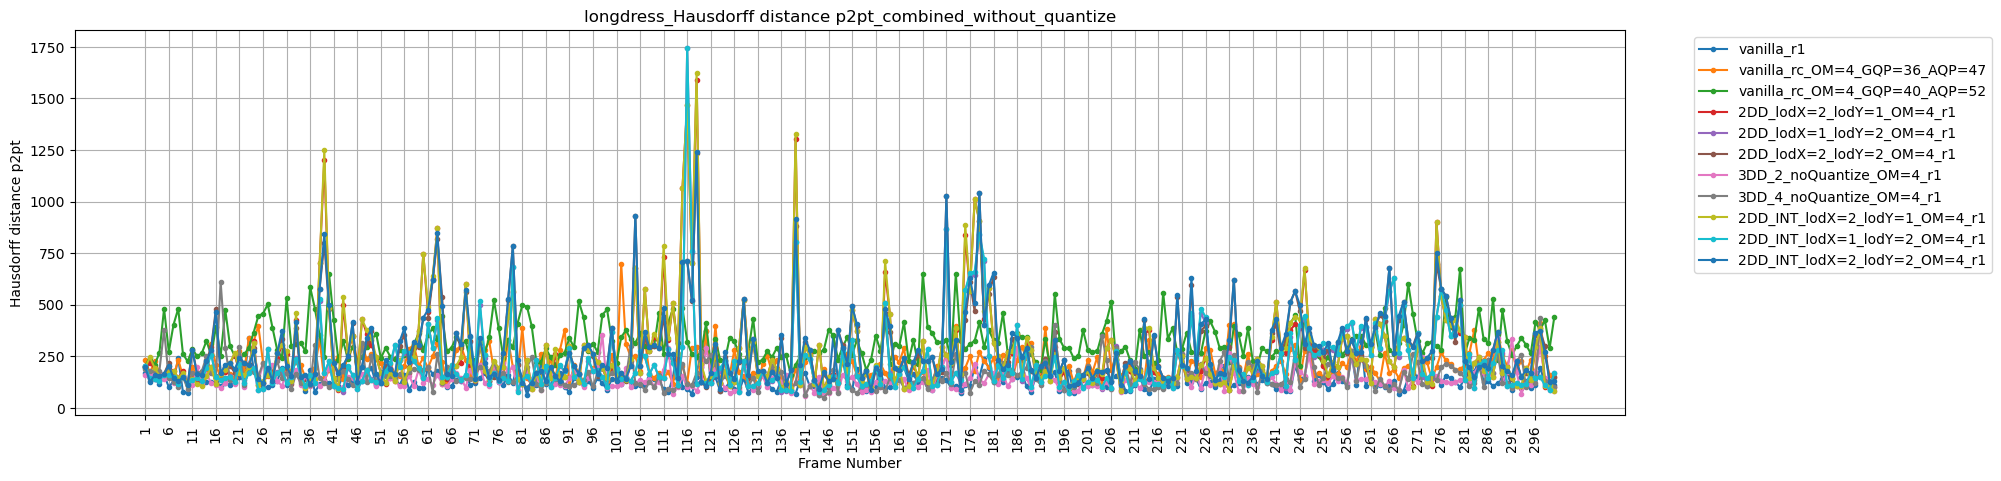 longdress_Hausdorff distance p2pt_combined_without_quantize
Hausdorff distance p2pt
1750
1500
1250
1000
750
500
250
0
1 6 11 16 21 26 31 36 41 46 51 56 61 66 71 76 81 86 91 96 101 106 111 116 121 126 131 136 141 146 151 156 161 166 171 176 181 186 191 196 201 206 211 216 221 226 231 236 241 246 251 256 261 266 271 276 281 286 291 296
Frame Number
vanilla_r1
vanilla_rc_OM=4_GQP=36_AQP=47
vanilla_rc_OM=4_GQP=40_AQP=52
2DD_lodX=2_lodY=1_OM=4_r1
2DD_lodX=1_lodY=2_OM=4_r1
2DD_lodX=2_lodY=2_OM=4_r1
3DD_2_noQuantize_OM=4_r1
3DD_4_noQuantize_OM=4_r1
2DD_INT_lodX=2_lodY=1_OM=4_r1
2DD_INT_lodX=1_lodY=2_OM=4_r1
2DD_INT_lodX=2_lodY=2_OM=4_r1